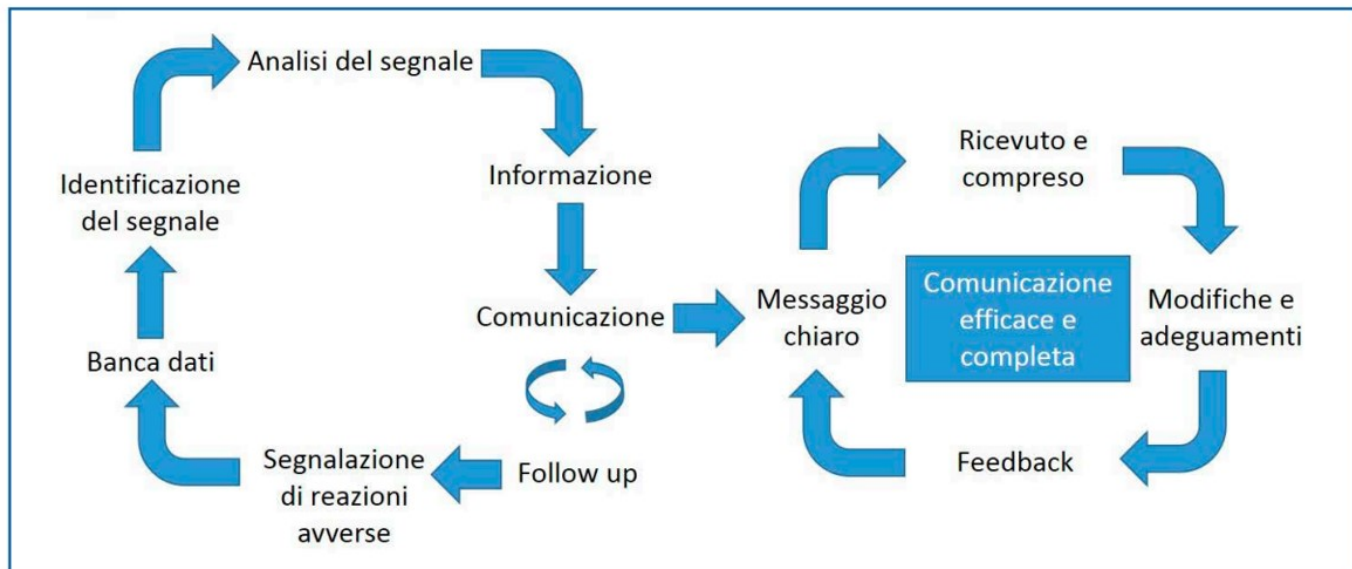 Analisi del segnale
Identificazione
del segnale
Informazione
Comunicazione
Banca dati
Segnalazione
di reazioni
avverse
Follow up
Messaggio
chiaro
Ricevuto e
compreso
Comunicazione
efficace e
completa
Modifiche e
adeguamenti
Feedback